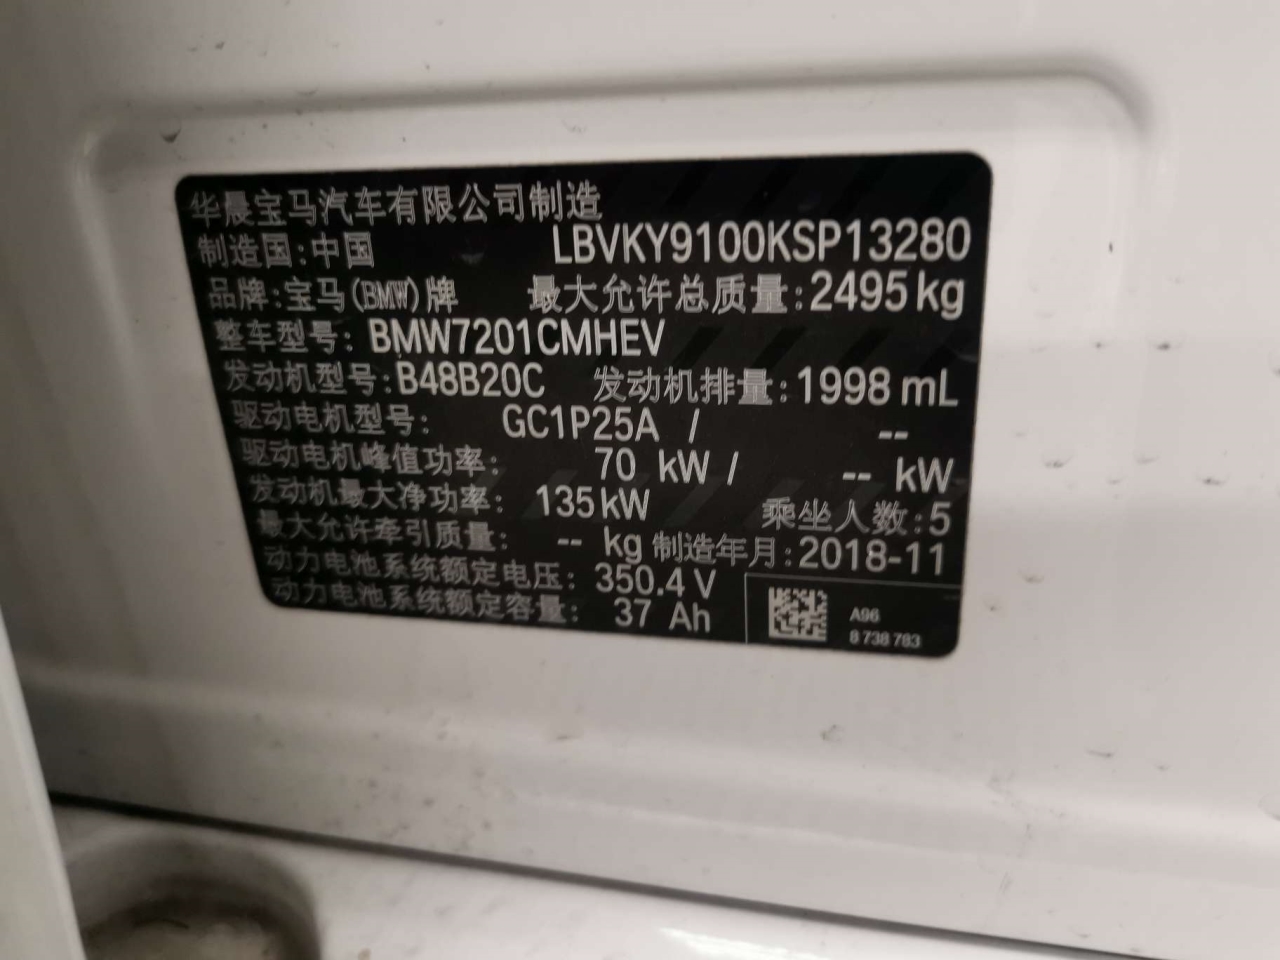 华晨宝马汽车有限公司制造
制造国:中国 LBVKY9100KSP13280
品牌:宝马(BMW)牌 最大允许总质量:2495kg
整车型号: BMW7201CMHEV
发动机型号:B48B20C 发动机排量:1998 mL
驱动电机型号: GC1P25A / --
驱动电机峰值功率: 70 kW / -- kW
发动机最大净功率: 135kW 乘坐人数:5
最大允许牵引质量: -- kg 制造年月:2018-11
动力电池系统额定电压: 350.4 V
动力电池系统额定容量: 37 Ah
A96
8 738 783